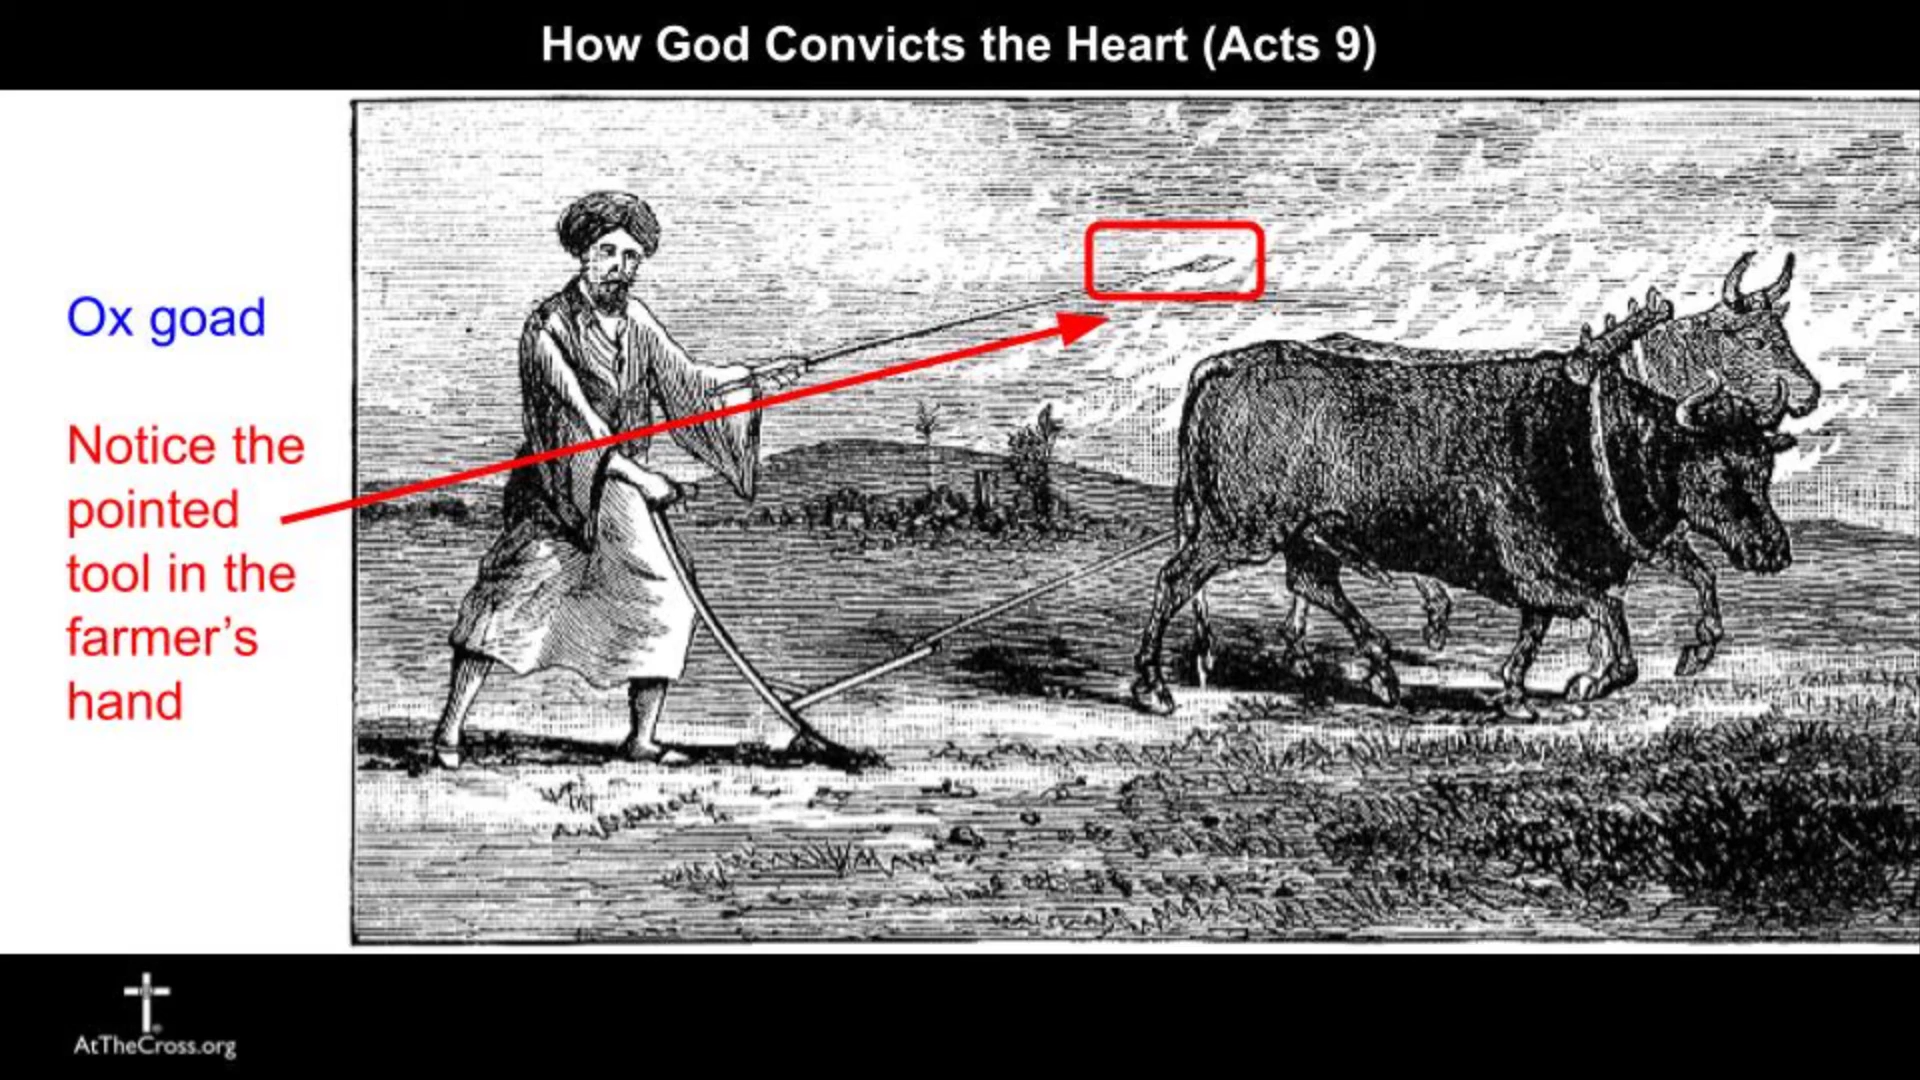 How God Convicts the Heart (Acts 9)
Ox goad
Notice the
pointed
tool in the
farmer’s
hand
AtTheCross.org